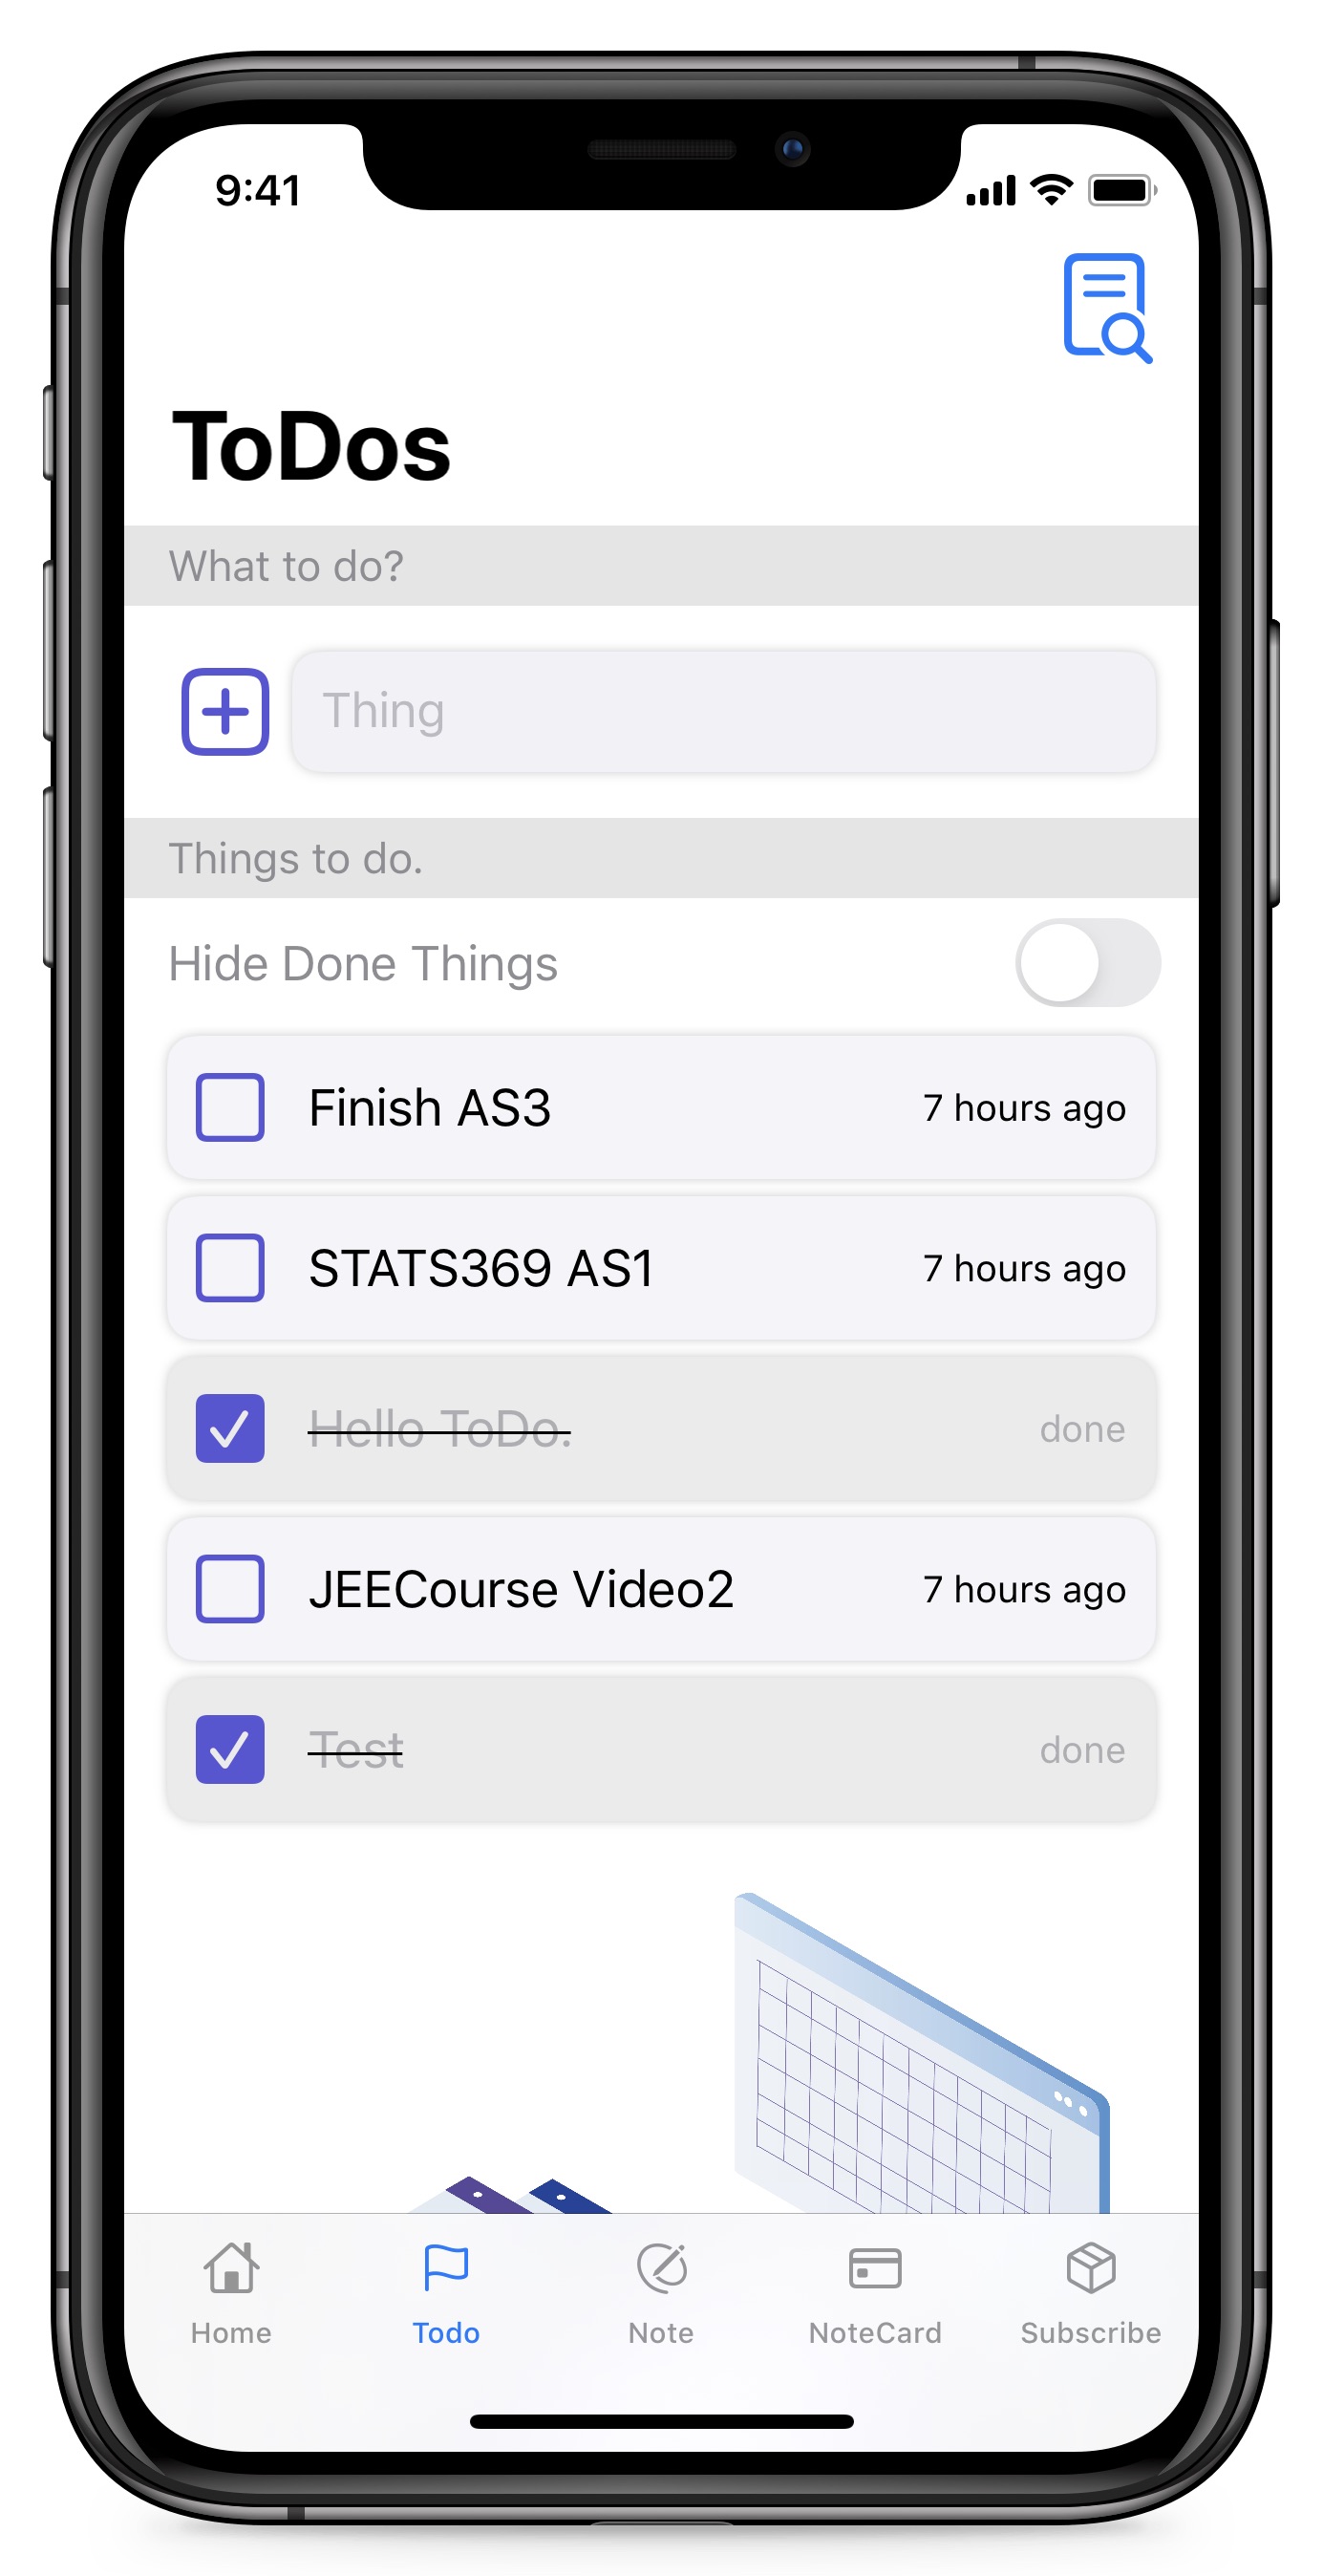 9:41
ToDos
What to do?
Thing
Things to do.
Hide Done Things
Finish AS3 7 hours ago
STATS369 AS1 7 hours ago
Hello ToDo. done
JEECourse Video2 7 hours ago
Test done
Home Todo Note NoteCard Subscribe